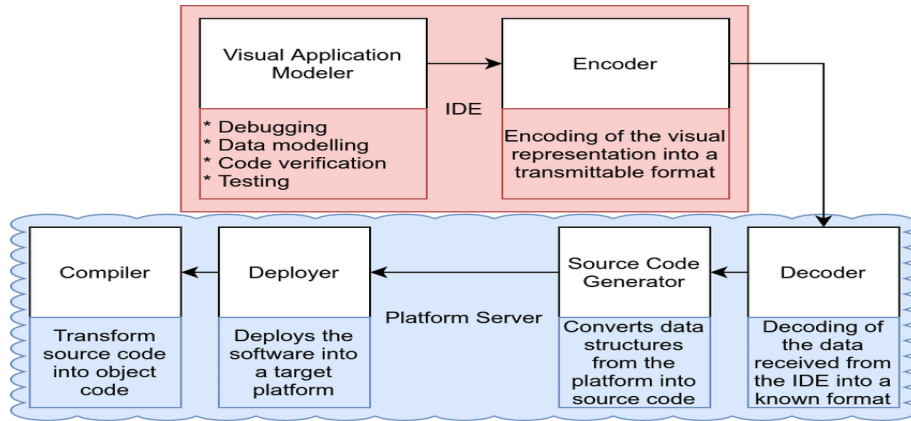 Visual Application
Modeler
* Debugging
* Data modelling
* Code verification
* Testing
IDE
Encoder
Encoding of the visual
representation into a
transmittable format
Compiler
Transform
source code
into object
code
Deployer
Deploys the
software into
a target
platform
Platform Server
Source Code
Generator
Converts data
structures
from the
platform into
source code
Decoder
Decoding of
the data
received from
the IDE into a
known format